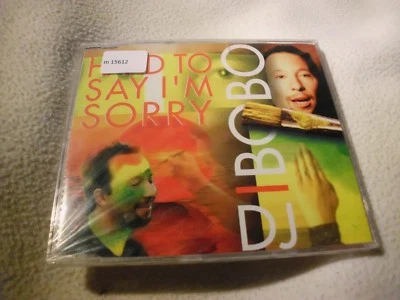 m 15612
TO
SAY I'M
SORRY
DJ BOBO